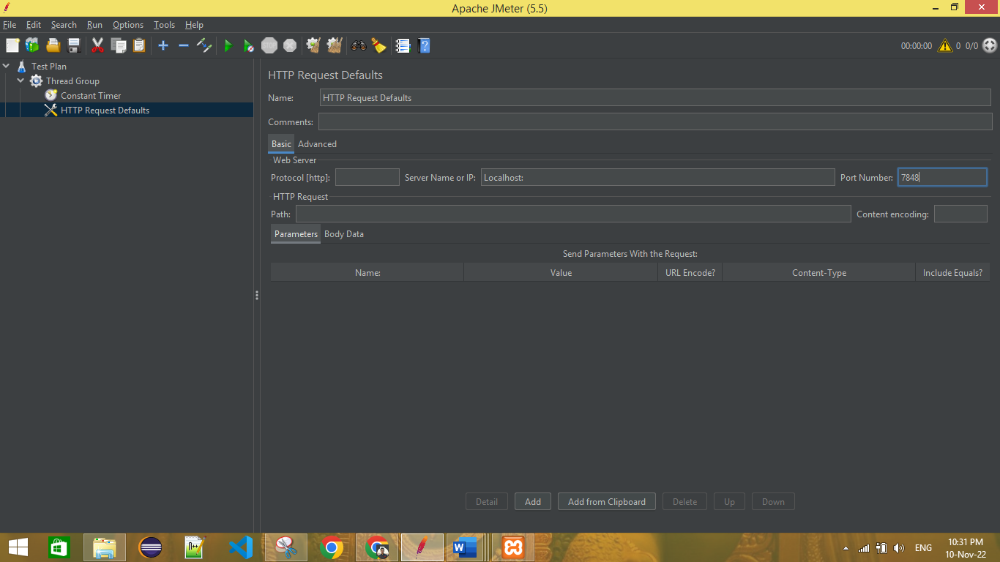 Apache JMeter (5.5)
File Edit Search Run Options Tools Help
STOP 00:00:00 0 0/0
Test Plan
Thread Group
Constant Timer
HTTP Request Defaults
HTTP Request Defaults
Name: HTTP Request Defaults
Comments:
Basic Advanced
Web Server
Protocol [http]: Server Name or IP: Localhost: Port Number: 7848
HTTP Request
Path: Content encoding:
Parameters Body Data
Send Parameters With the Request:
Name: Value URL Encode? Content-Type Include Equals?
Detail Add Add from Clipboard Delete Up Down
ENG 10:31 PM
10-Nov-22